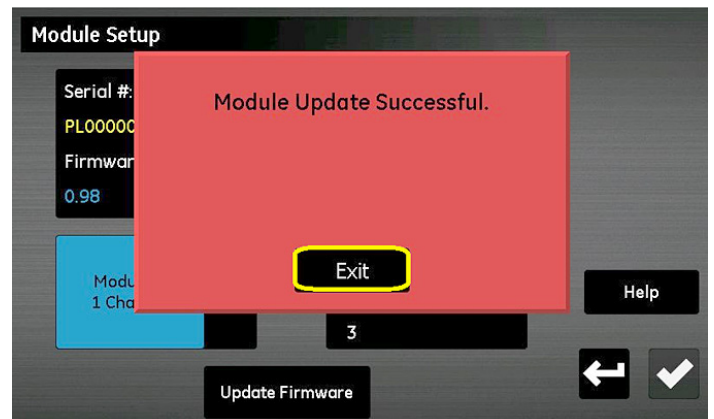 Module Setup
Serial #:
PL00000
Firmwar
0.98
Module Update Successful.
Exit
Modu
1 Cha
3
Help
Update Firmware